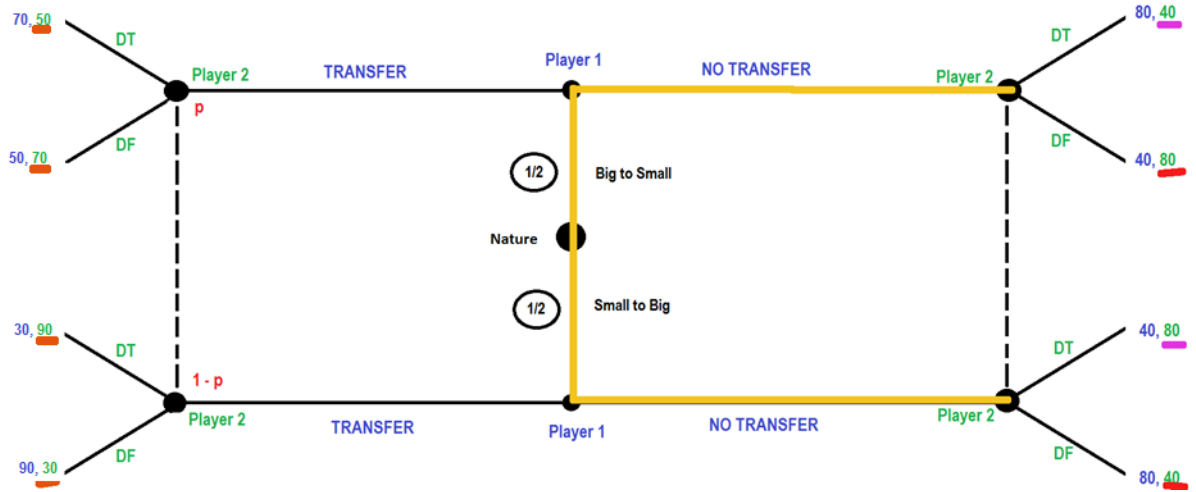 70, 50
DT
Player 2
TRANSFER
Player 1
NO TRANSFER
Player 2
DT
80, 40
p
50, 70
DF
DF
40, 80
1/2
Big to Small
Nature
1/2
Small to Big
30, 90
DT
DT
40, 80
1 - p
Player 2
TRANSFER
Player 1
NO TRANSFER
Player 2
DF
DF
90, 30
80, 40